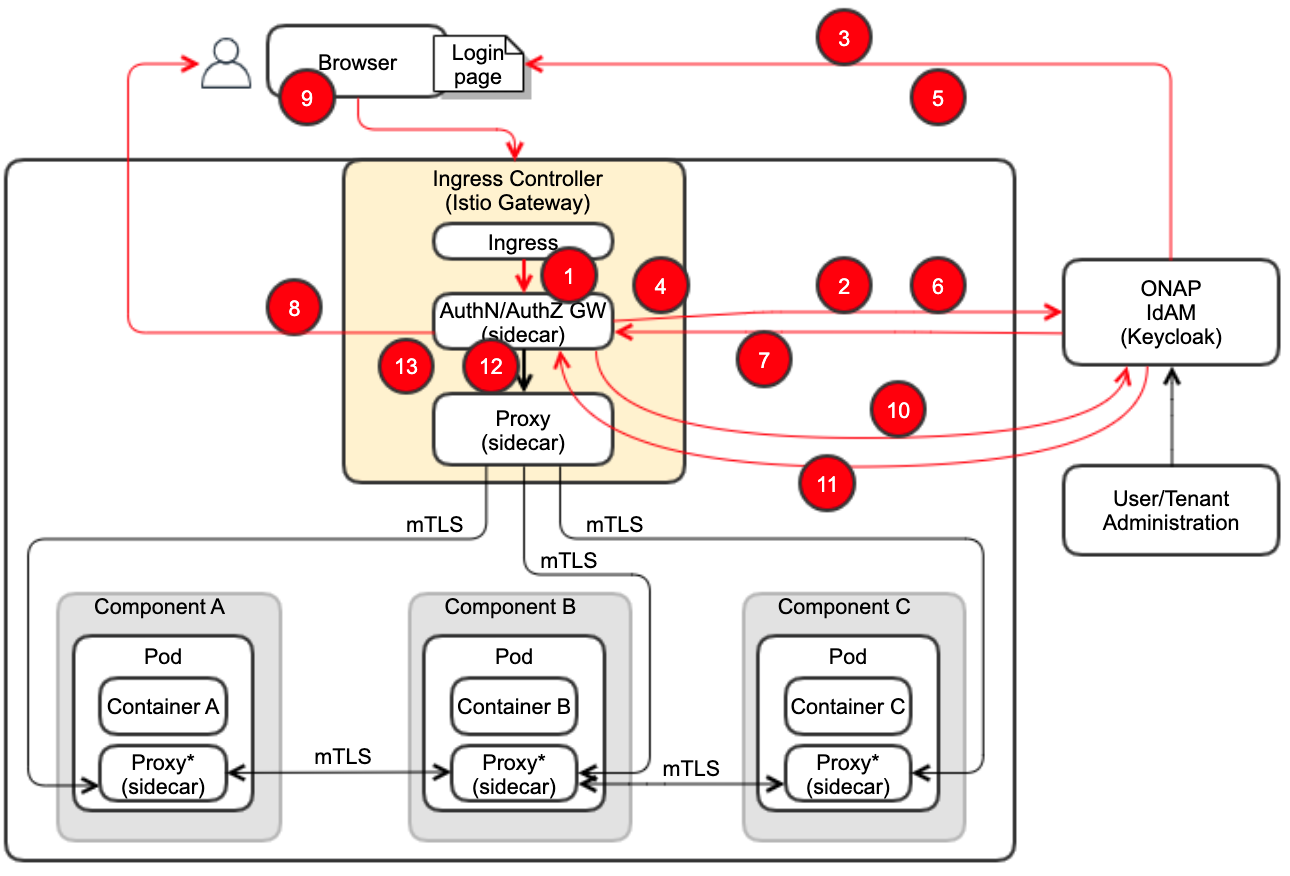 3
Browser
Login
page
9
5
Ingress Controller
(Istio Gateway)
Ingress
1
4
2
6
8
AuthN/AuthZ GW
(sidecar)
ONAP
IdAM
(Keycloak)
13
12
7
10
Proxy
(sidecar)
11
User/Tenant
Administration
mTLS
mTLS
mTLS
Component A
Component B
Component C
Pod
Pod
Pod
Container A
Container B
Container C
Proxy*
(sidecar)
mTLS
Proxy*
(sidecar)
mTLS
Proxy*
(sidecar)